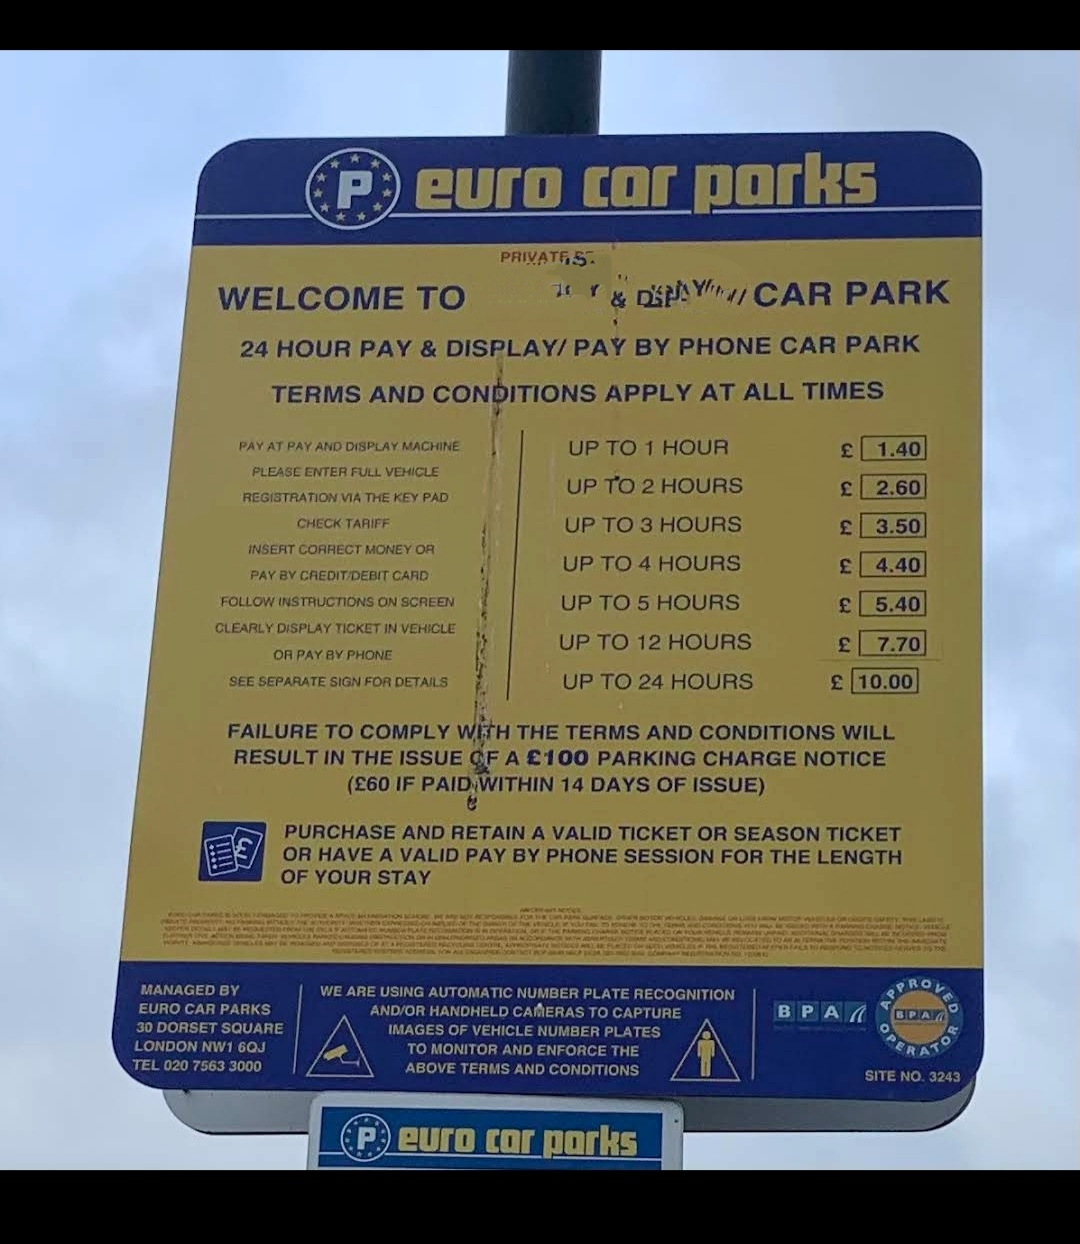 P euro car parks
PRIVATE
WELCOME TO & CAR PARK
24 HOUR PAY & DISPLAY/ PAY BY PHONE CAR PARK
TERMS AND CONDITIONS APPLY AT ALL TIMES
PAY AT PAY AND DISPLAY MACHINE
PLEASE ENTER FULL VEHICLE
REGISTRATION VIA THE KEY PAD
CHECK TARIFF
INSERT CORRECT MONEY OR
PAY BY CREDIT/DEBIT CARD
FOLLOW INSTRUCTIONS ON SCREEN
CLEARLY DISPLAY TICKET IN VEHICLE
OR PAY BY PHONE
SEE SEPARATE SIGN FOR DETAILS
UP TO 1 HOUR £ 1.40
UP TO 2 HOURS £ 2.60
UP TO 3 HOURS £ 3.50
UP TO 4 HOURS £ 4.40
UP TO 5 HOURS £ 5.40
UP TO 12 HOURS £ 7.70
UP TO 24 HOURS £ 10.00
FAILURE TO COMPLY WITH THE TERMS AND CONDITIONS WILL
RESULT IN THE ISSUE OF A £100 PARKING CHARGE NOTICE
(£60 IF PAID WITHIN 14 DAYS OF ISSUE)
£
PURCHASE AND RETAIN A VALID TICKET OR SEASON TICKET
OR HAVE A VALID PAY BY PHONE SESSION FOR THE LENGTH
OF YOUR STAY
IMPORTANT NOTICE
MANAGED BY
EURO CAR PARKS
30 DORSET SQUARE
LONDON NW1 6QJ
TEL 020 7563 3000
WE ARE USING AUTOMATIC NUMBER PLATE RECOGNITION
AND/OR HANDHELD CAMERAS TO CAPTURE
IMAGES OF VEHICLE NUMBER PLATES
TO MONITOR AND ENFORCE THE
ABOVE TERMS AND CONDITIONS
BPA
APPROVED
BPA
OPERATOR
SITE NO. 3243
P euro car parks